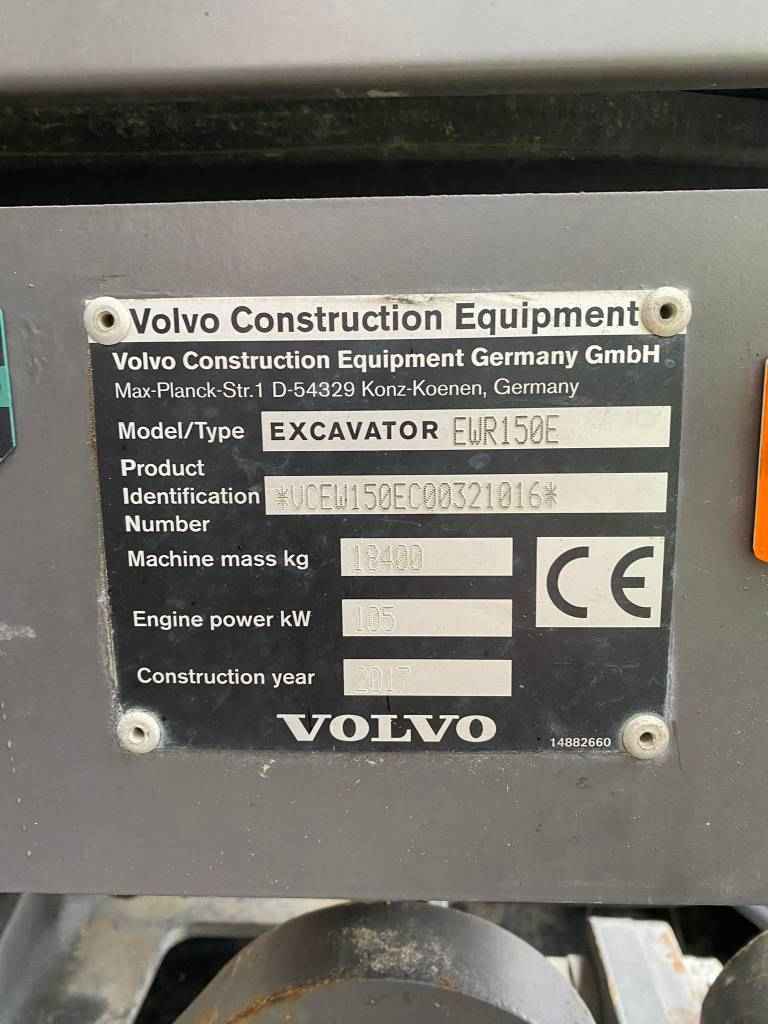 Volvo Construction Equipment
Volvo Construction Equipment Germany GmbH
Max-Planck-Str.1 D-54329 Konz-Koenen, Germany
Model/Type EXCAVATOR EWR150E
Product
Identification *VCEW150EC00321016*
Number
Machine mass kg 18400
CE
Engine power kW 105
Construction year 2017
VOLVO
14882660